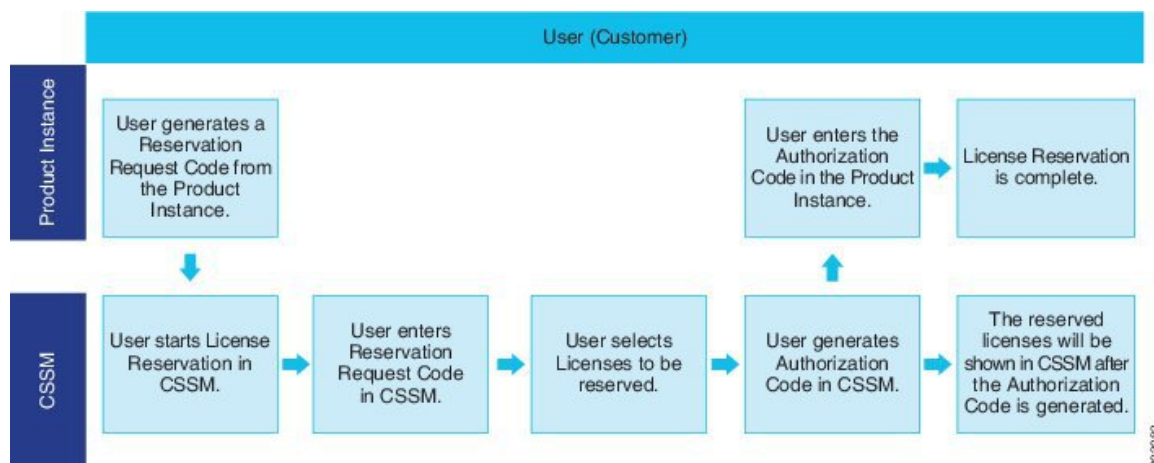 User (Customer)
Product Instance
User generates a
Reservation
Request Code from
the Product
Instance.
User enters the
Authorization
Code in the Product
Instance.
License Reservation
is complete.
CSSM
User starts License
Reservation in
CSSM.
User enters
Reservation
Request Code
in CSSM.
User selects
Licenses to be
reserved.
User generates
Authorization
Code in CSSM.
The reserved
licenses will be
shown in CSSM after
the Authorization
Code is generated.